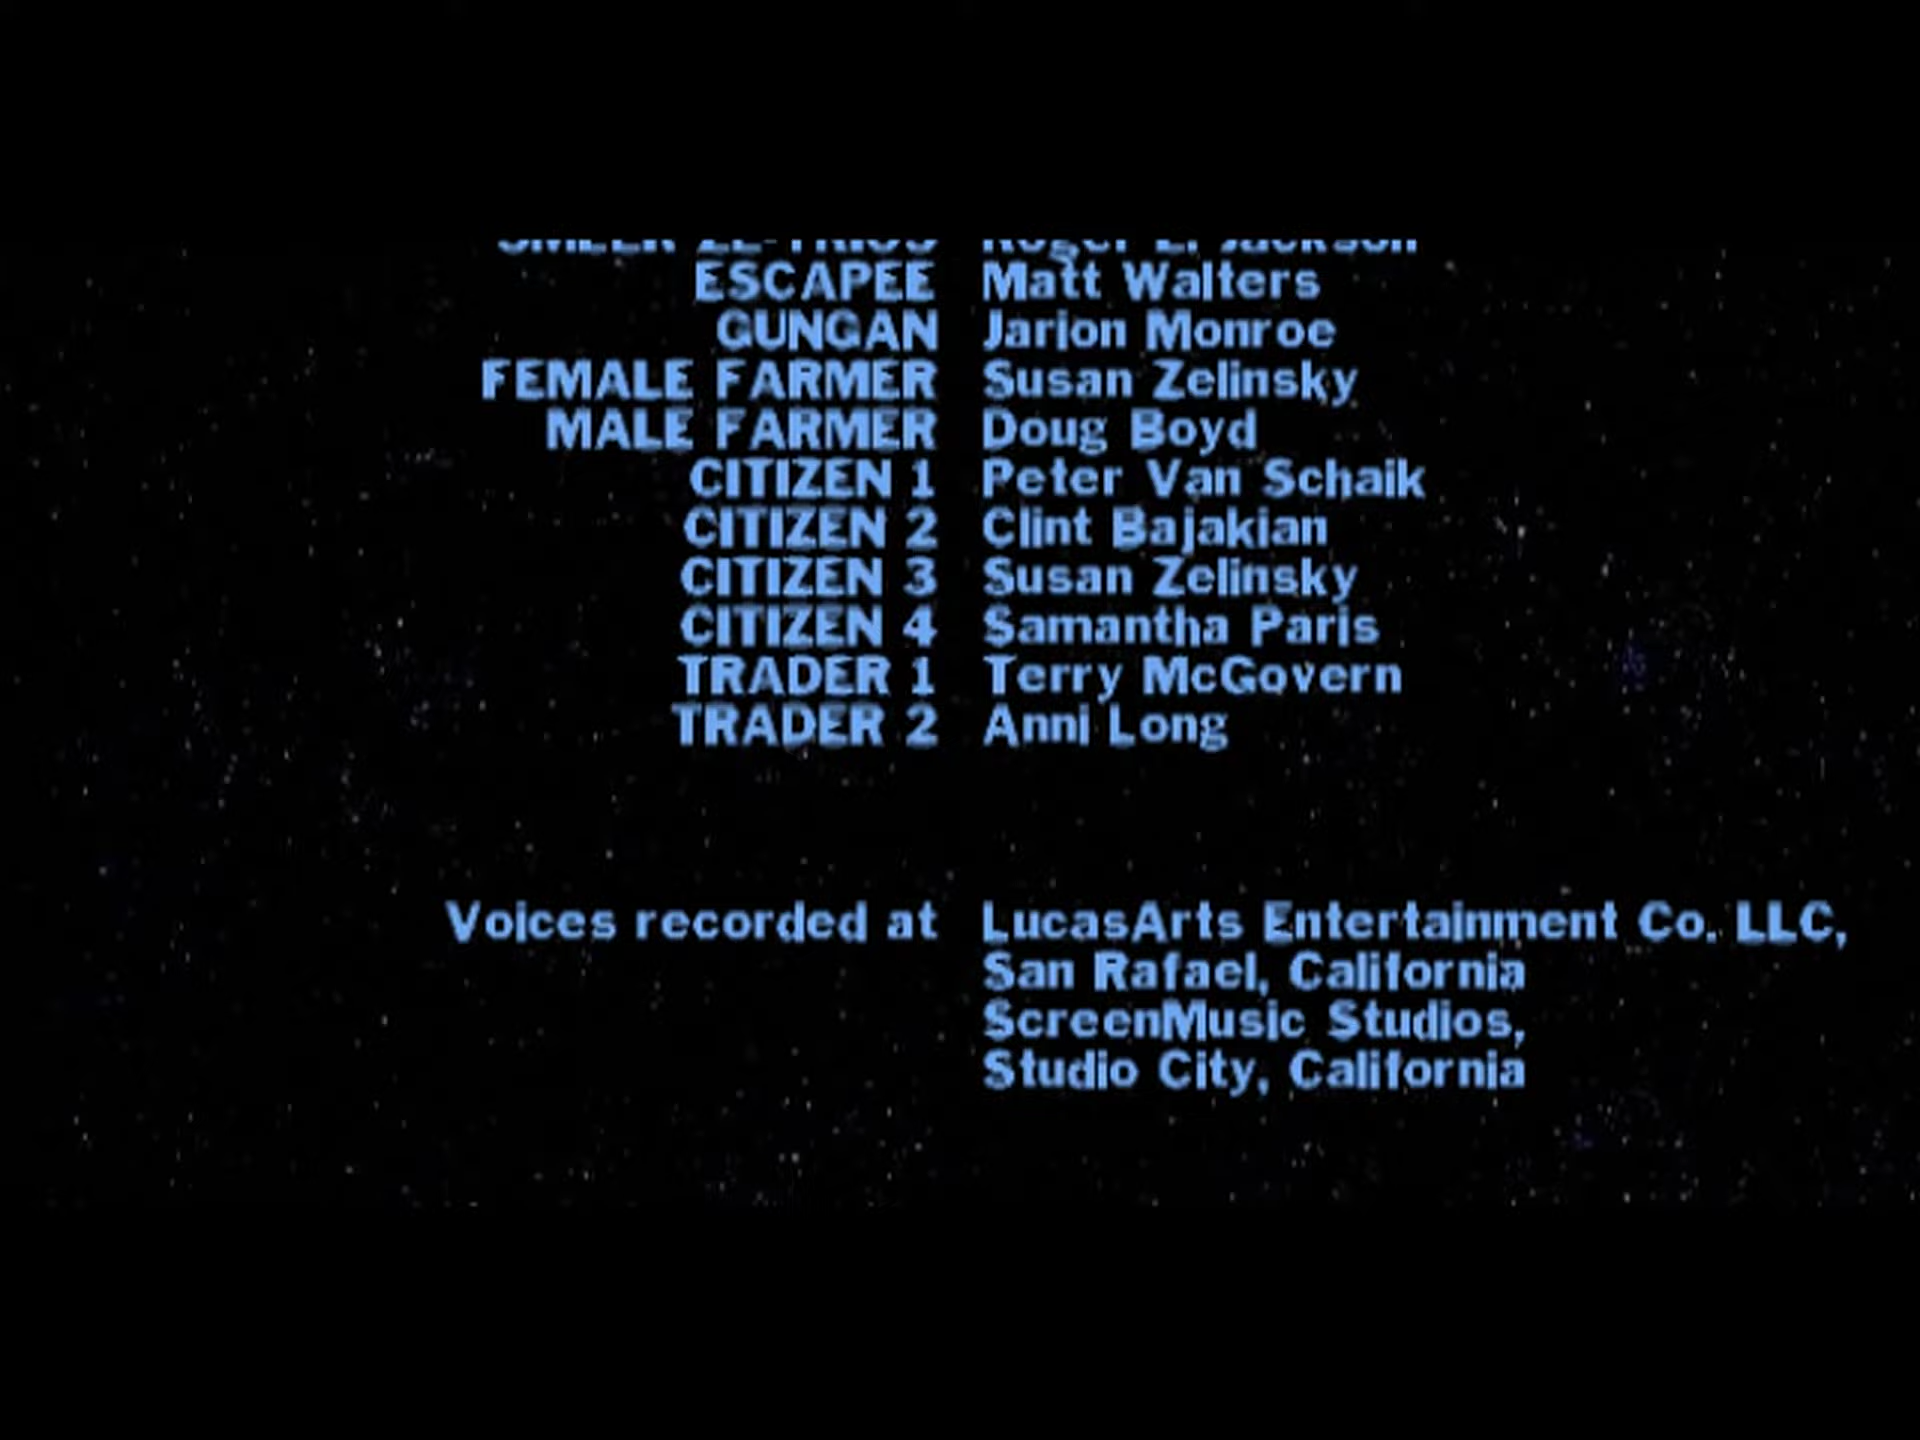 Roger L. Jackson
ESCAPEE Matt Walters
GUNGAN Jarion Monroe
FEMALE FARMER Susan Zelinsky
MALE FARMER Doug Boyd
CITIZEN 1 Peter Van Schaik
CITIZEN 2 Clint Bajakian
CITIZEN 3 Susan Zelinsky
CITIZEN 4 Samantha Paris
TRADER 1 Terry McGovern
TRADER 2 Anni Long
Voices recorded at LucasArts Entertainment Co. LLC,
San Rafael, California
ScreenMusic Studios,
Studio City, California